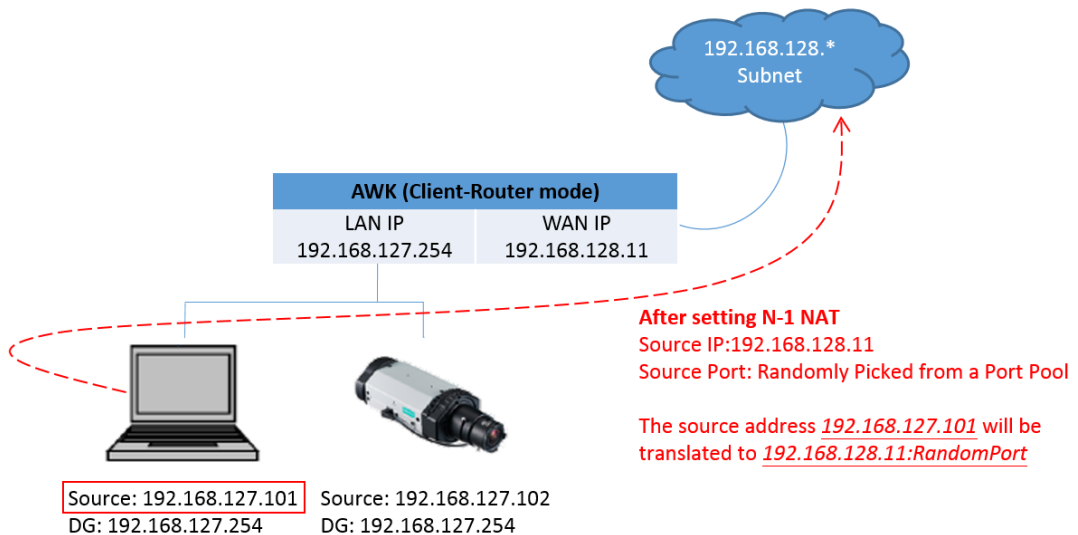 192.168.128.*
Subnet
AWK (Client-Router mode)
LAN IP
192.168.127.254
WAN IP
192.168.128.11
After setting N-1 NAT
Source IP:192.168.128.11
Source Port: Randomly Picked from a Port Pool
The source address 192.168.127.101 will be
translated to 192.168.128.11:RandomPort
Source: 192.168.127.101
DG: 192.168.127.254
Source: 192.168.127.102
DG: 192.168.127.254